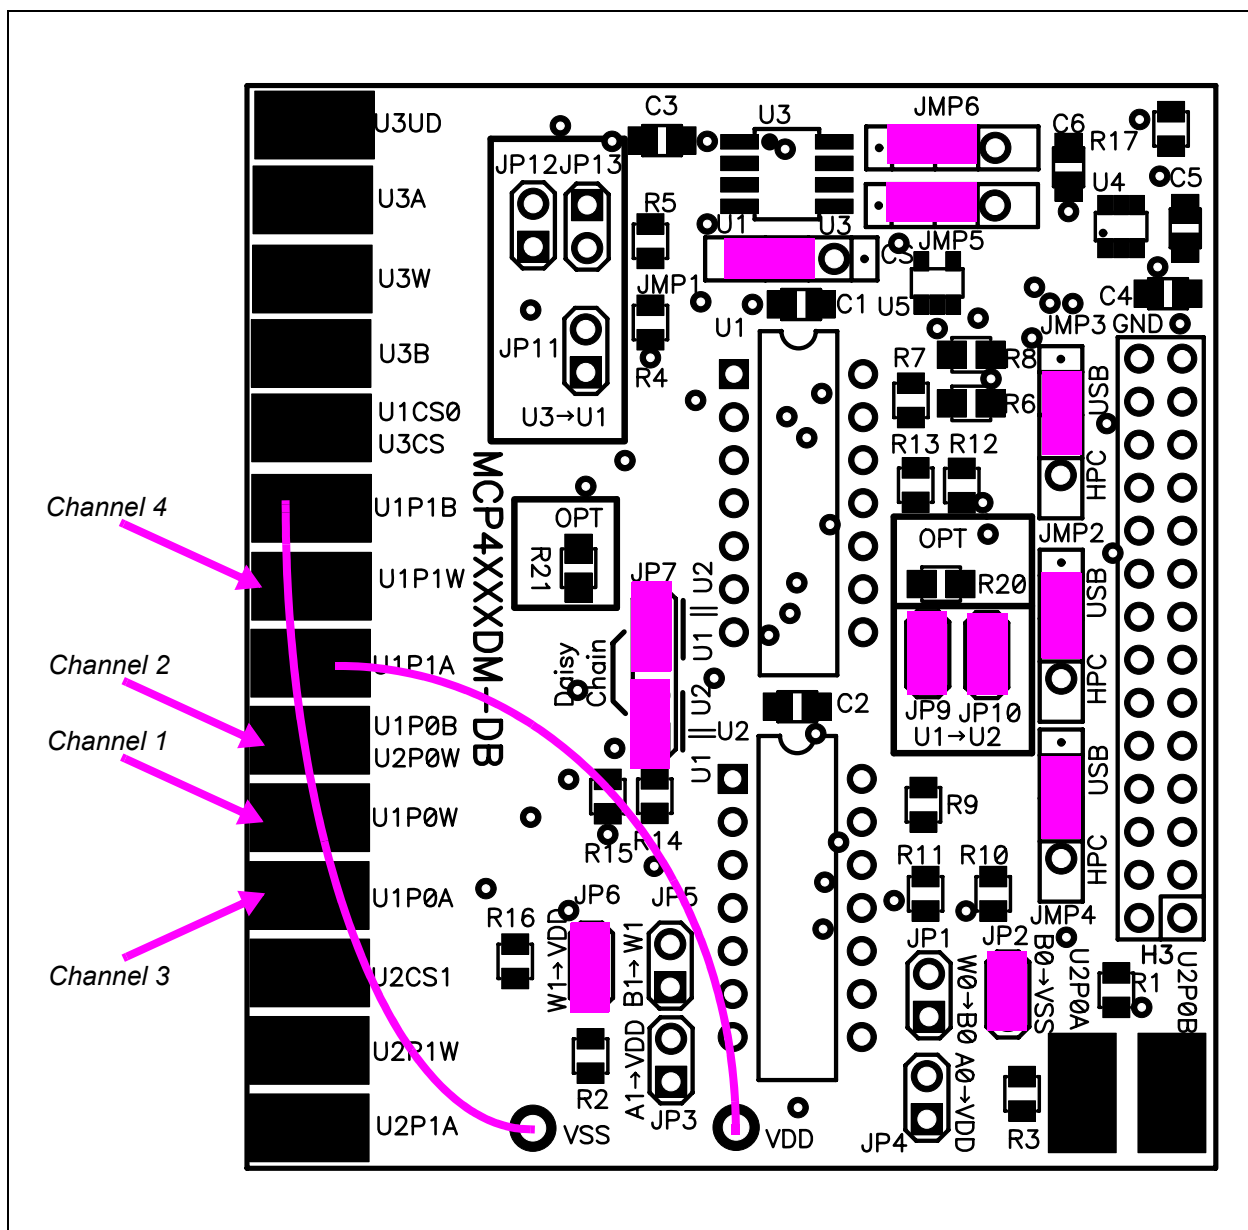 U3UD
U3A
U3W
U3B
U1CS0
U3CS
U1P1B
U1P1W
U1P1A
U1P0B
U2P0W
U1P0W
U1P0A
U2CS1
U2P1W
U2P1A
Channel 4
Channel 2
Channel 1
Channel 3
JP12
JP13
JP11
U3→U1
C3
R5
JMP1
R4
U3
JMP6
C6
R17
U4
C5
U1
U3
CS
JMP5
U5
C1
U1
C4
JMP3
GND
R7
R8
R6
USB
HPC
R13
R12
MCP4XXXDM-DB
OPT
R21
JP7
U2
||
U1
Daisy
Chain
U2
||
U1
OPT
R20
JP9
JP10
U1→U2
JMP2
USB
HPC
C2
U2
USB
HPC
JMP4
R15
R14
R9
R11
R10
R16
JP6
W1→VDD
JP5
B1→W1
R2
A1→VDD
JP3
VSS
VDD
JP1
W0→B0
JP2
B0→VSS
JP4
A0→VDD
R3
U2P0A
R1
H3
U2P0B